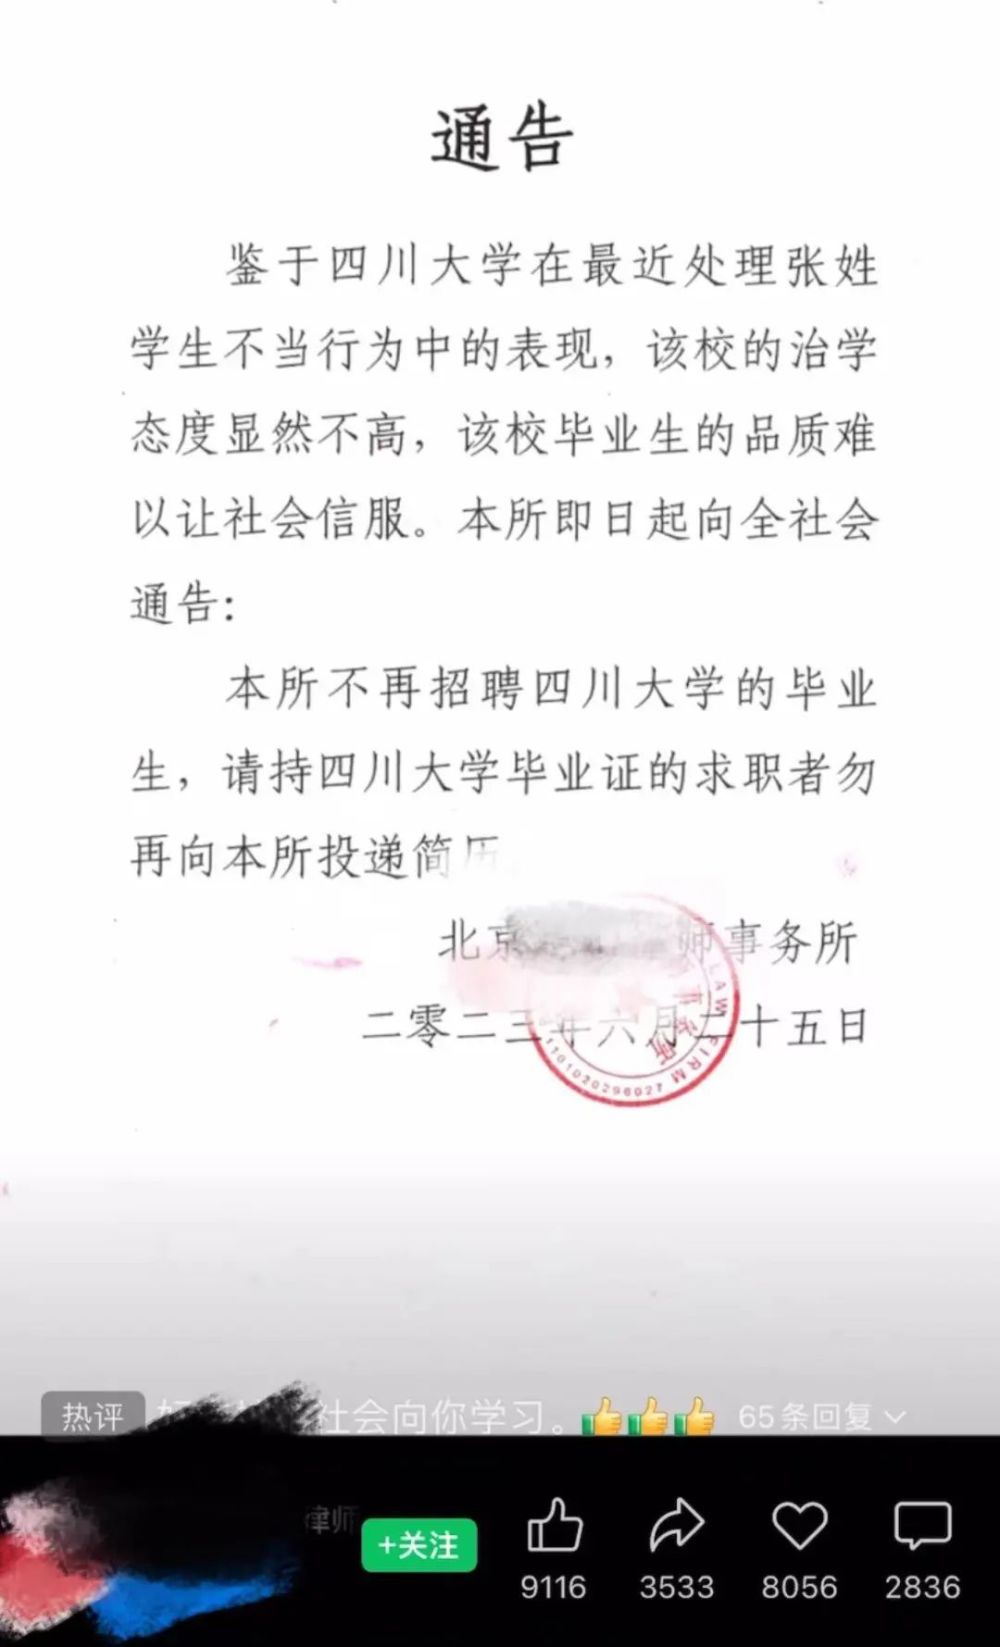 通告
鉴于四川大学在最近处理张姓
学生不当行为中的表现，该校的治学
态度显然不高，该校毕业生的品质难
以让社会信服。本所即日起向全社会
通告：
本所不再招聘四川大学的毕业
生，请持四川大学毕业证的求职者勿
再向本所投递简历
北京 师事务所
二零二三年六月二十五日
LAW FIRM
1101020296027
热评 社会向你学习。👍👍👍 65条回复
律师
+关注
9116 3533 8056 2836